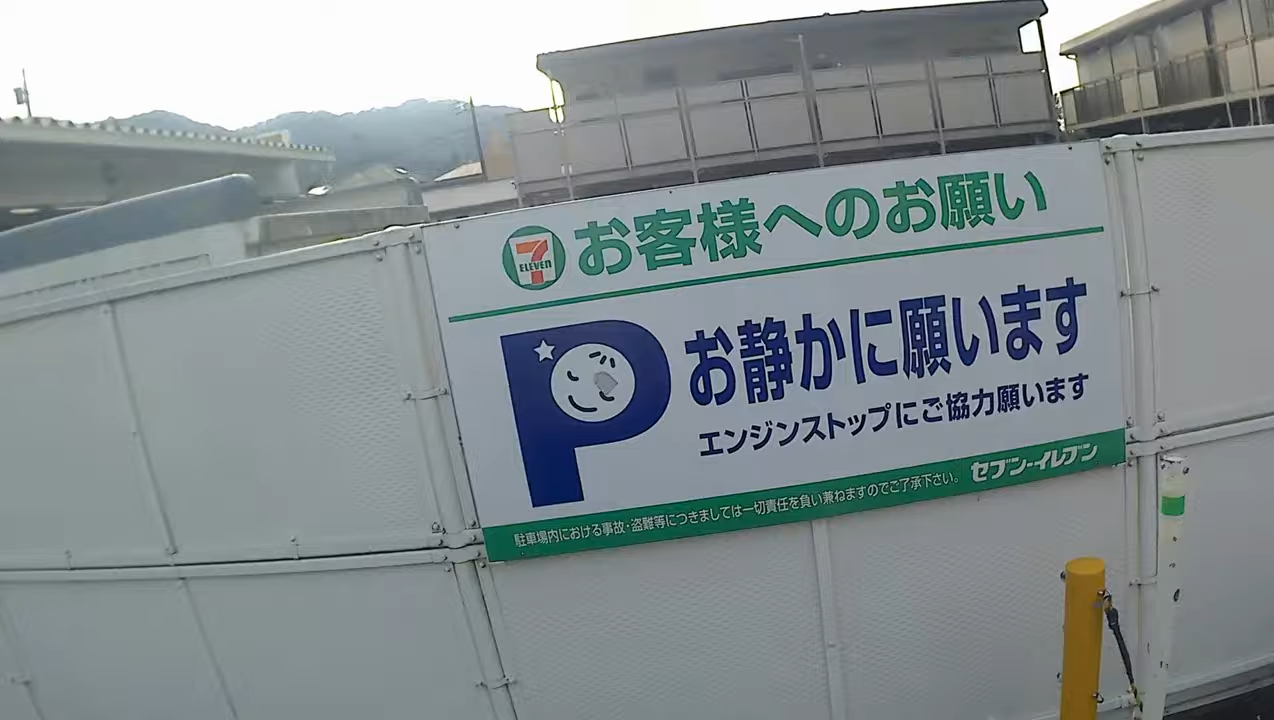 7 ELEVEN お客様へのお願い
P お静かに願います
エンジンストップにご協力願います
駐車場内における事故・盗難等につきましては一切責任を負い兼ねますのでご了承下さい。 セブン-イレブン